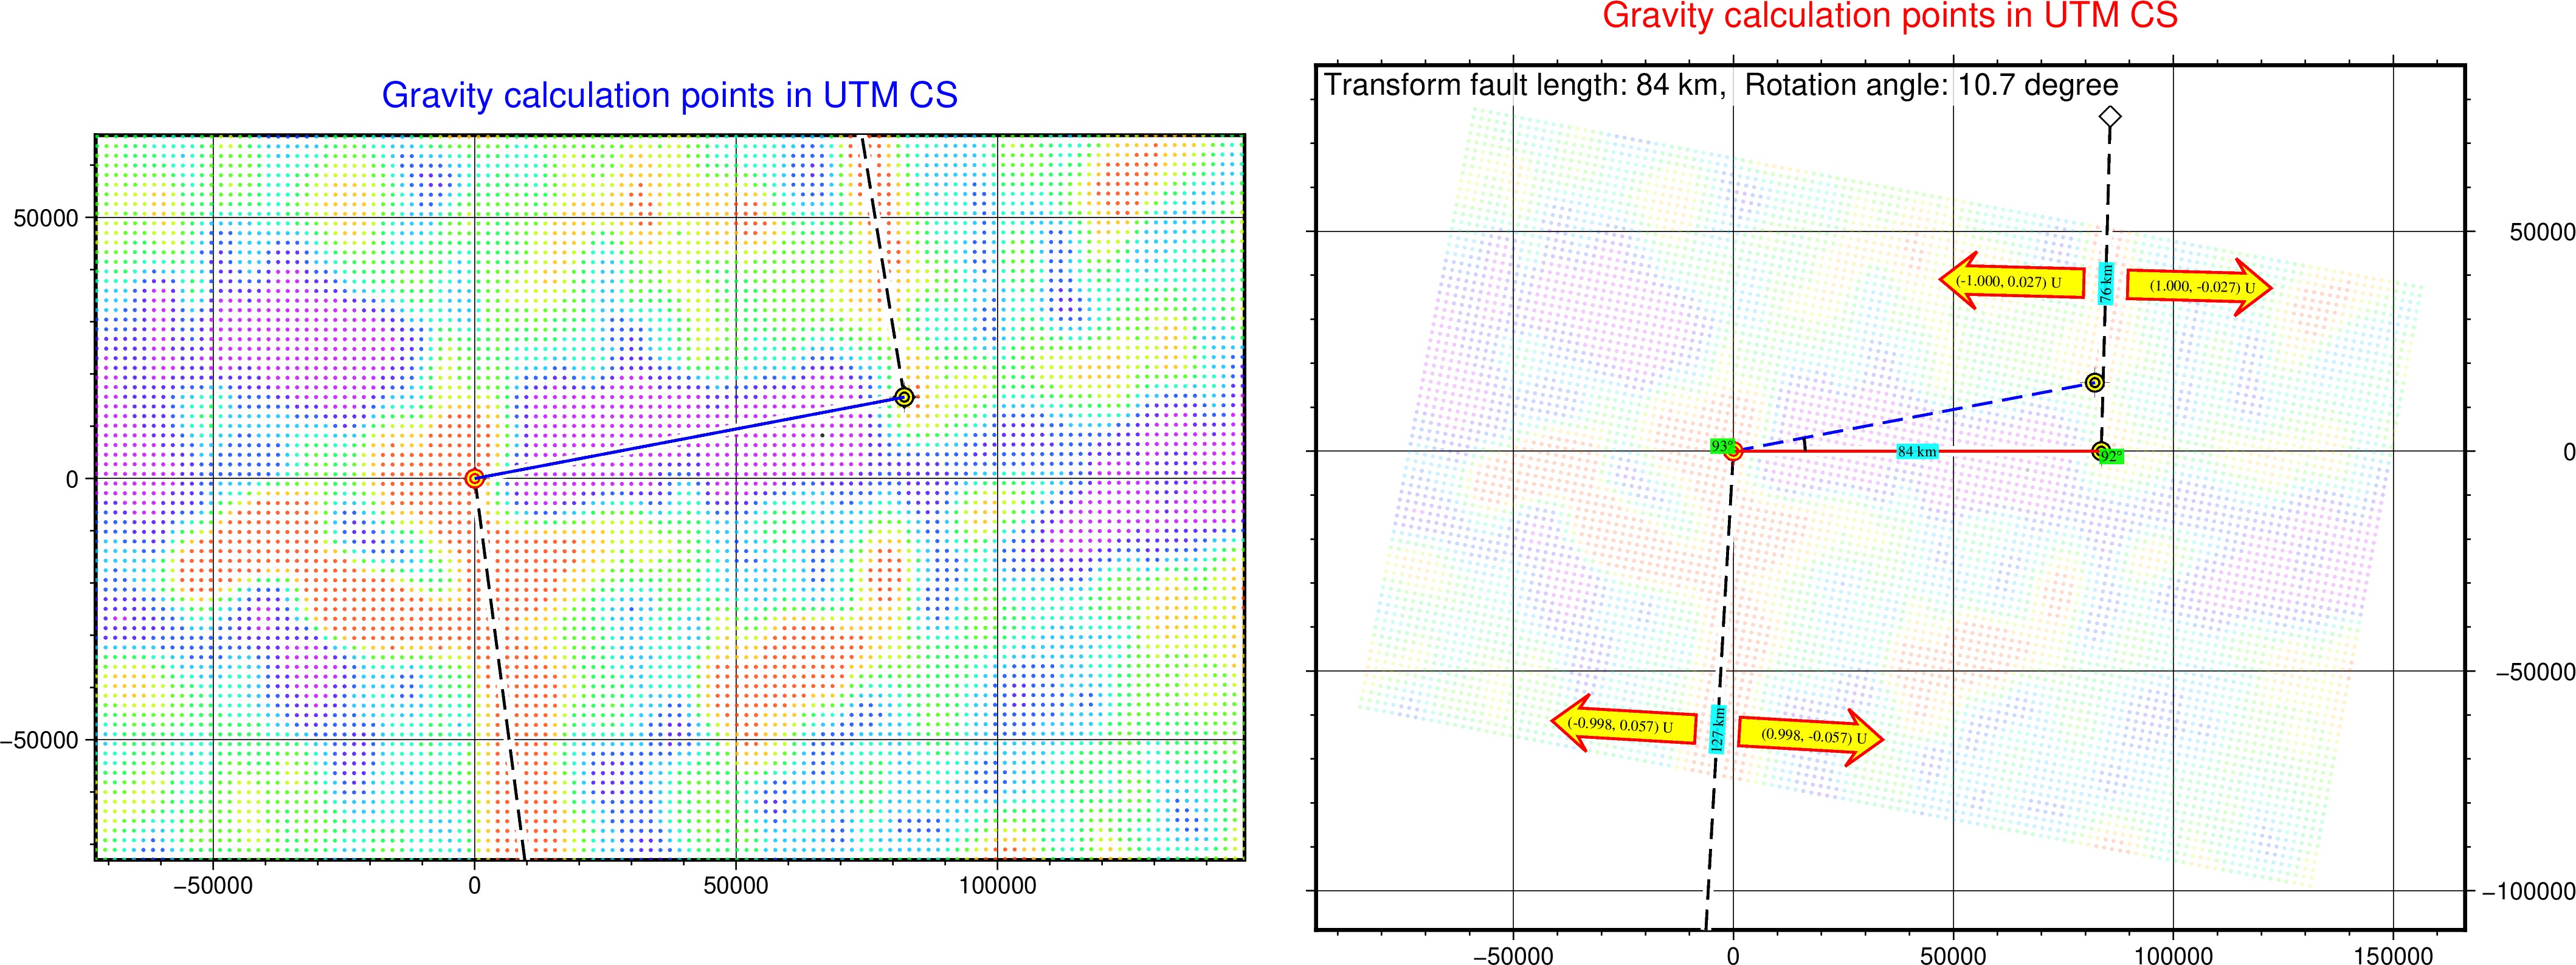 Gravity calculation points in UTM CS
50000
0
−50000
−50000
0
50000
100000
Gravity calculation points in UTM CS
Transform fault length: 84 km, Rotation angle: 10.7 degree
50000
(-1.000, 0.027) U
76 km
(1.000, -0.027) U
93°
84 km
92°
0
−50000
(-0.998, 0.057) U
127 km
(0.998, -0.057) U
−100000
−50000
0
50000
100000
150000